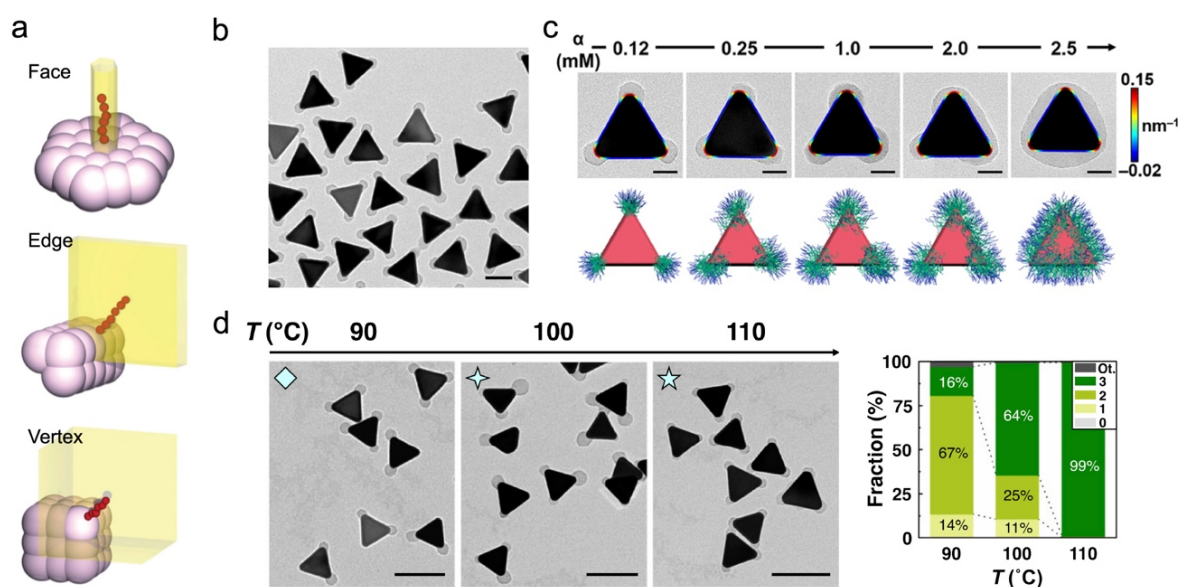 a
Face
Edge
Vertex
b
c
α
(mM)
0.12 0.25 1.0 2.0 2.5
0.15
nm⁻¹
−0.02
d
T (°C) 90 100 110
100
75
50
25
0
Fraction (%)
16%
67%
14%
64%
25%
11%
99%
Ot.
3
2
1
0
90 100 110
T (°C)